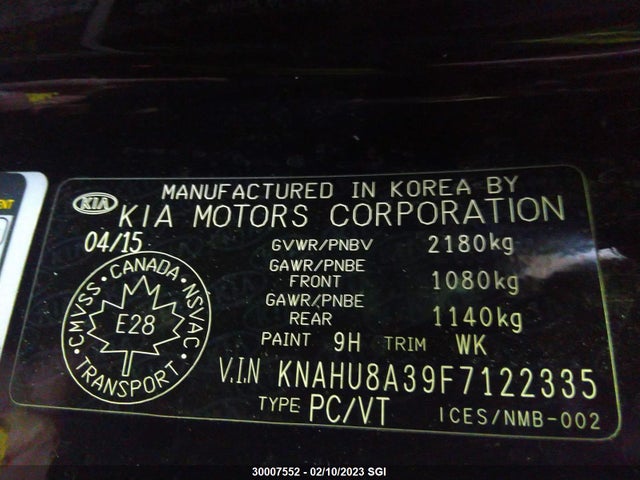 ENT
KIA
MANUFACTURED IN KOREA BY
KIA MOTORS CORPORATION
04/15
GVWR/PNBV 2180kg
GAWR/PNBE
FRONT 1080kg
GAWR/PNBE
REAR 1140kg
PAINT 9H TRIM WK
CANADA
CMVSS · NSVAC
E28
TRANSPORT
V.I.N KNAHU8A39F7122335
TYPE PC/VT ICES/NMB-002
30007552 - 02/10/2023 SGI